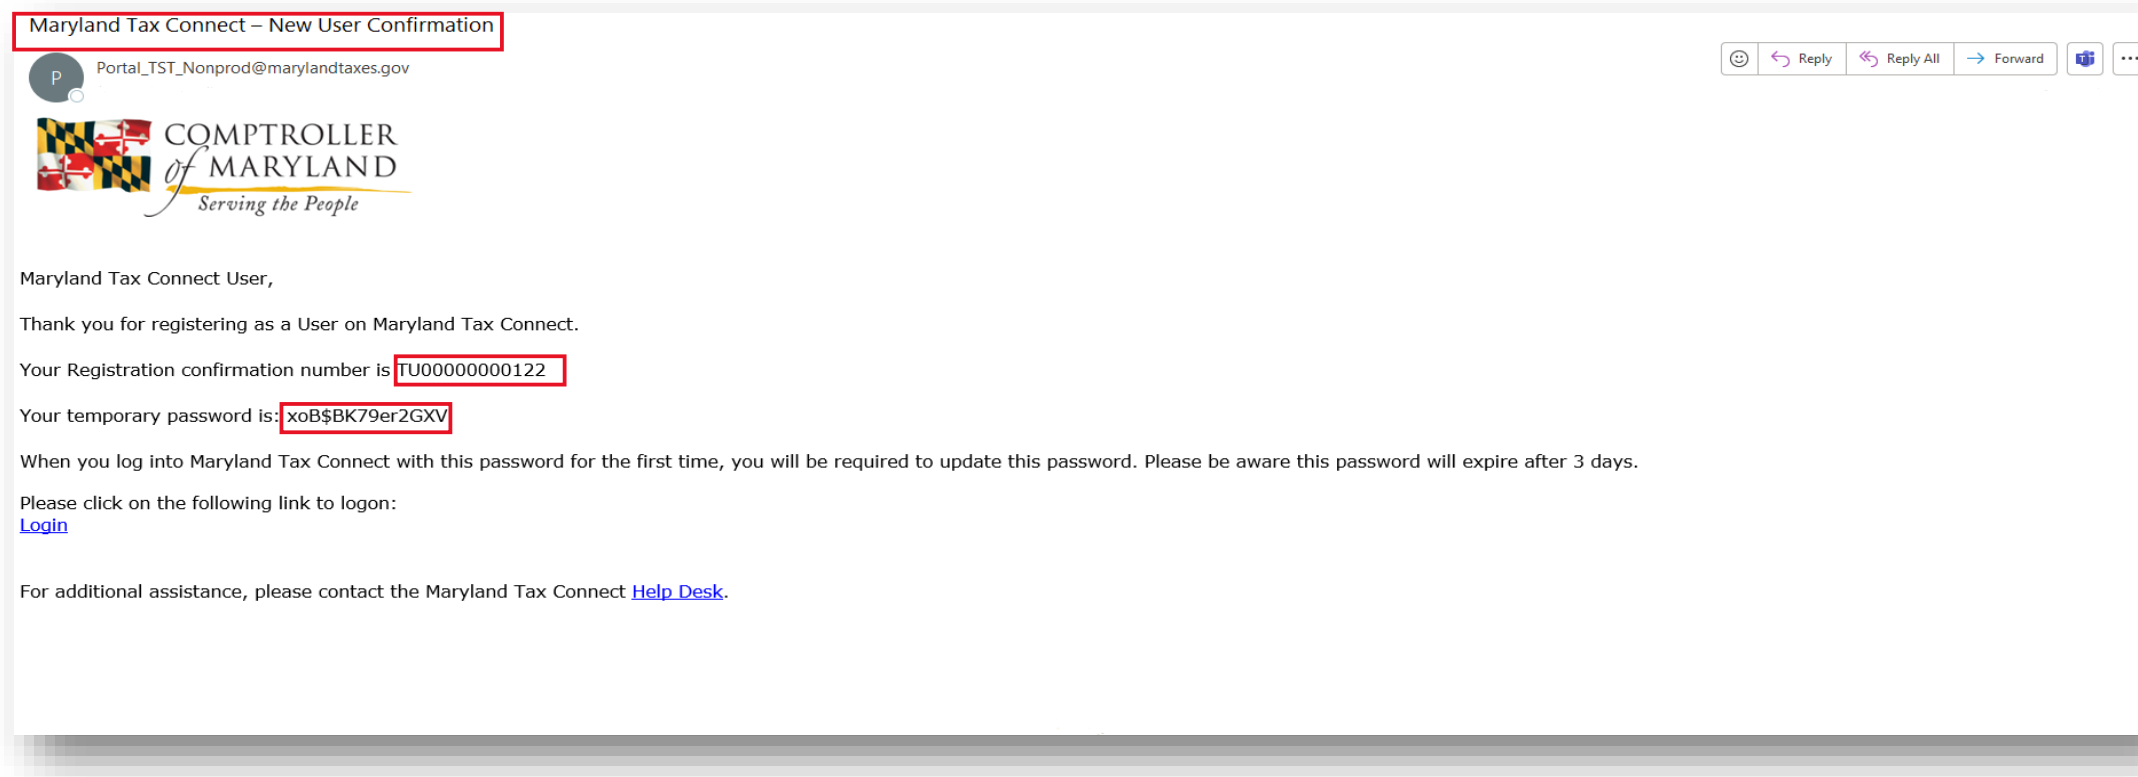 Maryland Tax Connect – New User Confirmation
P
Portal_TST_Nonprod@marylandtaxes.gov
Reply
Reply All
Forward
COMPTROLLER
of MARYLAND
Serving the People
Maryland Tax Connect User,
Thank you for registering as a User on Maryland Tax Connect.
Your Registration confirmation number is TU00000000122
Your temporary password is: xoB$BK79er2GXV
When you log into Maryland Tax Connect with this password for the first time, you will be required to update this password. Please be aware this password will expire after 3 days.
Please click on the following link to logon:
Login
For additional assistance, please contact the Maryland Tax Connect Help Desk.